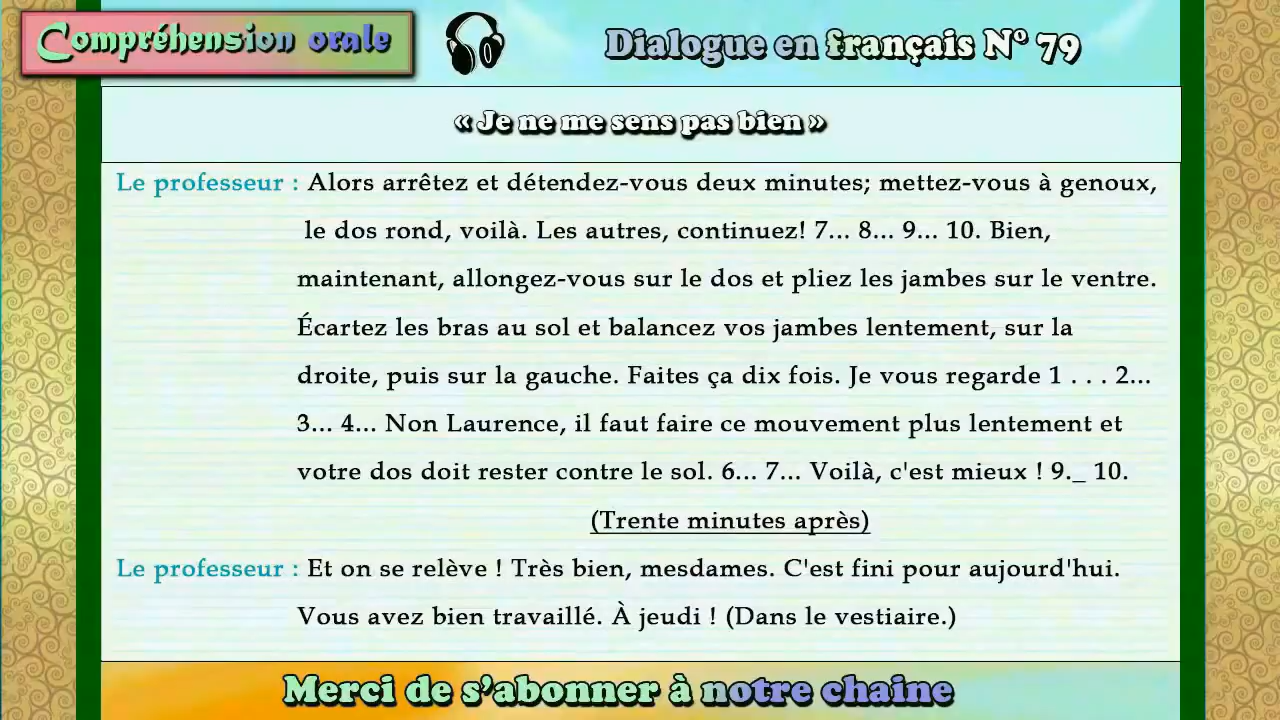 Compréhension orale
Dialogue en français N° 79
« Je ne me sens pas bien »
Le professeur : Alors arrêtez et détendez-vous deux minutes; mettez-vous à genoux,
le dos rond, voilà. Les autres, continuez! 7... 8... 9... 10. Bien,
maintenant, allongez-vous sur le dos et pliez les jambes sur le ventre.
Écartez les bras au sol et balancez vos jambes lentement, sur la
droite, puis sur la gauche. Faites ça dix fois. Je vous regarde 1 . . . 2...
3... 4... Non Laurence, il faut faire ce mouvement plus lentement et
votre dos doit rester contre le sol. 6... 7... Voilà, c'est mieux ! 9._ 10.
(Trente minutes après)
Le professeur : Et on se relève ! Très bien, mesdames. C'est fini pour aujourd'hui.
Vous avez bien travaillé. À jeudi ! (Dans le vestiaire.)
Merci de s'abonner à notre chaine